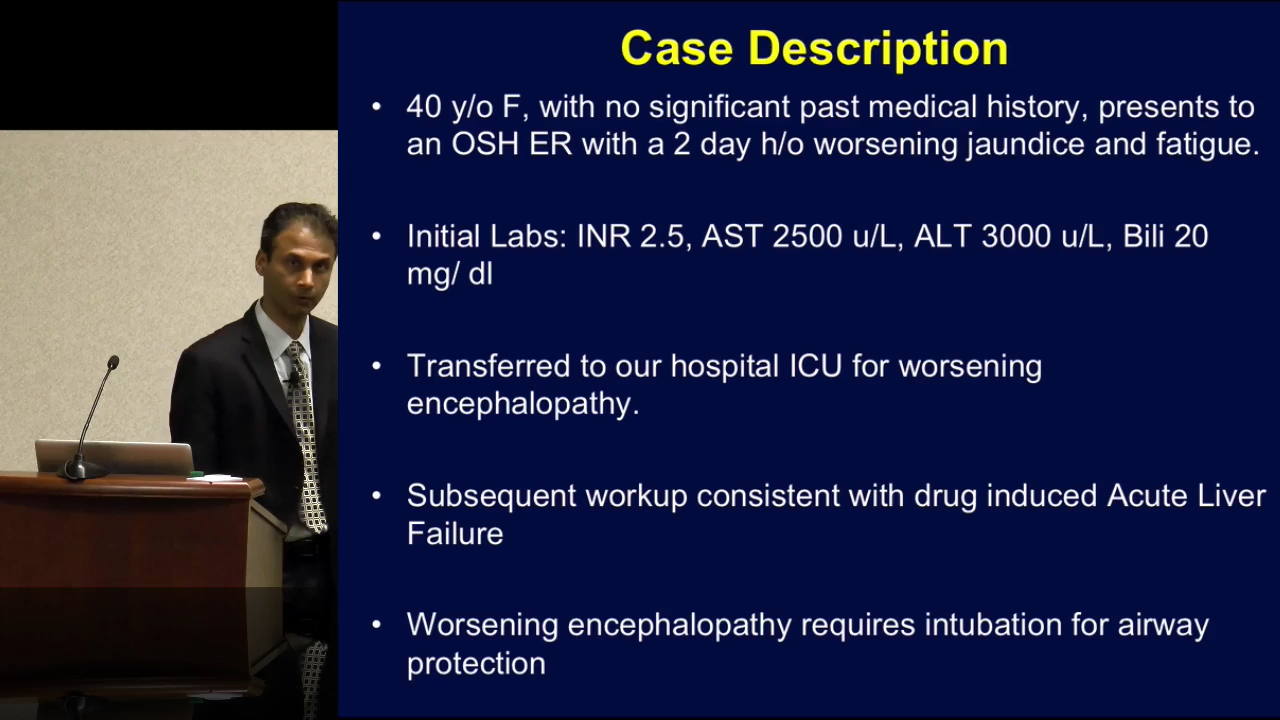 Case Description
• 40 y/o F, with no significant past medical history, presents to
an OSH ER with a 2 day h/o worsening jaundice and fatigue.
• Initial Labs: INR 2.5, AST 2500 u/L, ALT 3000 u/L, Bili 20
mg/ dl
• Transferred to our hospital ICU for worsening
encephalopathy.
• Subsequent workup consistent with drug induced Acute Liver
Failure
• Worsening encephalopathy requires intubation for airway
protection